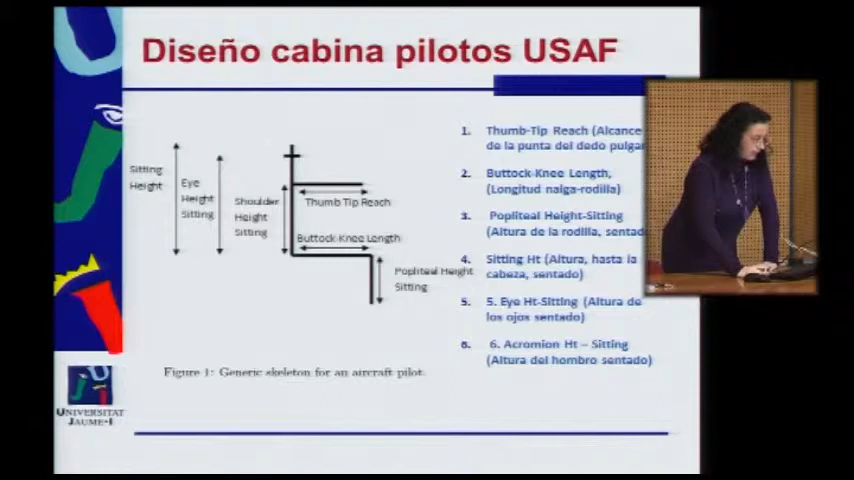 Diseño cabina pilotos USAF
Sitting
Height
Eye
Height
Sitting
Shoulder
Height
Sitting
Thumb Tip Reach
Buttock-Knee Length
Popliteal Height
Sitting
Figure 1: Generic skeleton for an aircraft pilot.
1. Thumb-Tip Reach (Alcance
de la punta del dedo pulgar
2. Buttock-Knee Length,
(Longitud nalga-rodilla)
3. Popliteal Height-Sitting
(Altura de la rodilla, sentad
4. Sitting Ht (Altura, hasta la
cabeza, sentado)
5. 5. Eye Ht-Sitting (Altura de
los ojos sentado)
6. 6. Acromion Ht – Sitting
(Altura del hombro sentado)
UNIVERSITAT
JAUME·I